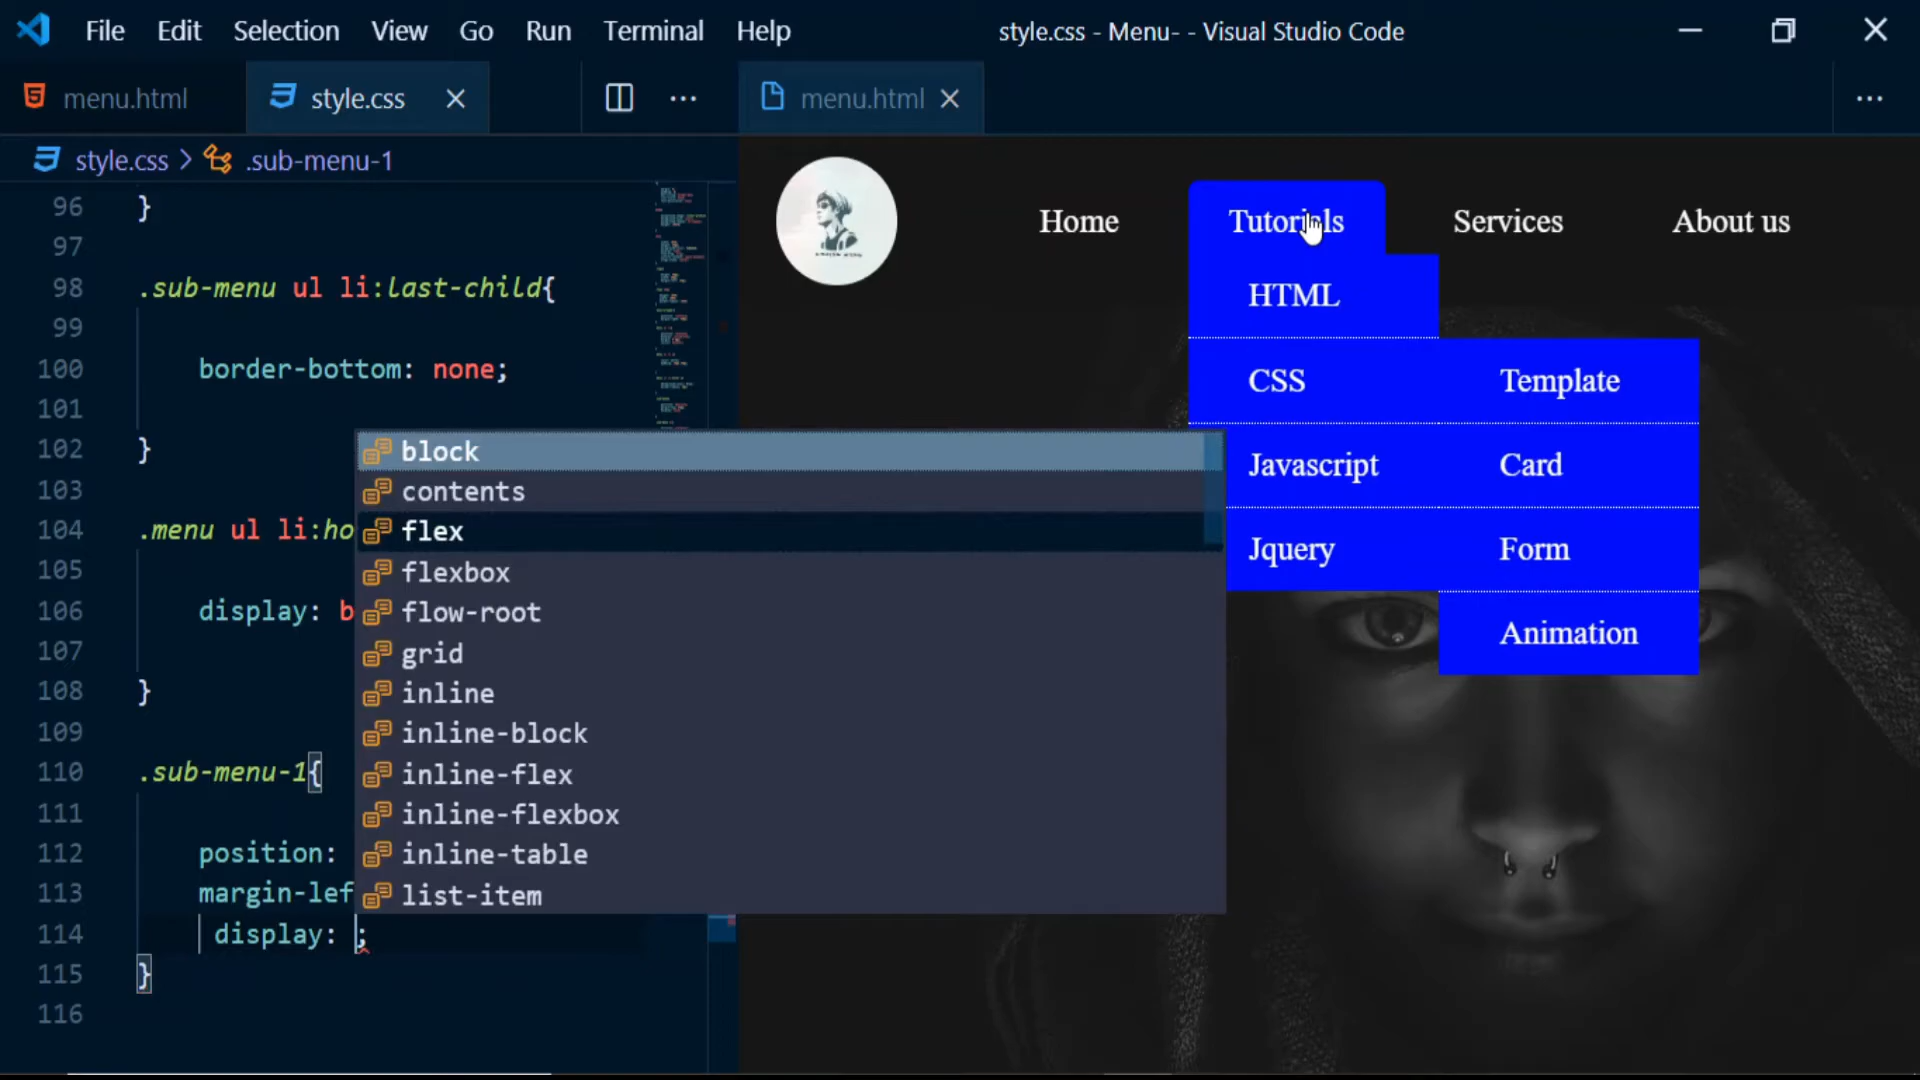 File Edit Selection View Go Run Terminal Help
style.css - Menu- - Visual Studio Code
menu.html
style.css
menu.html
style.css > .sub-menu-1
96 }
97
98 .sub-menu ul li:last-child{
99
100 border-bottom: none;
101
102 }
103
104 .menu ul li:ho
105
106 display: b
107
108 }
109
110 .sub-menu-1{
111
112 position:
113 margin-lef
114 display: ;
115 }
116
block
contents
flex
flexbox
flow-root
grid
inline
inline-block
inline-flex
inline-flexbox
inline-table
list-item
Home Tutorials Services About us
HTML
CSS Template
Javascript Card
Jquery Form
Animation